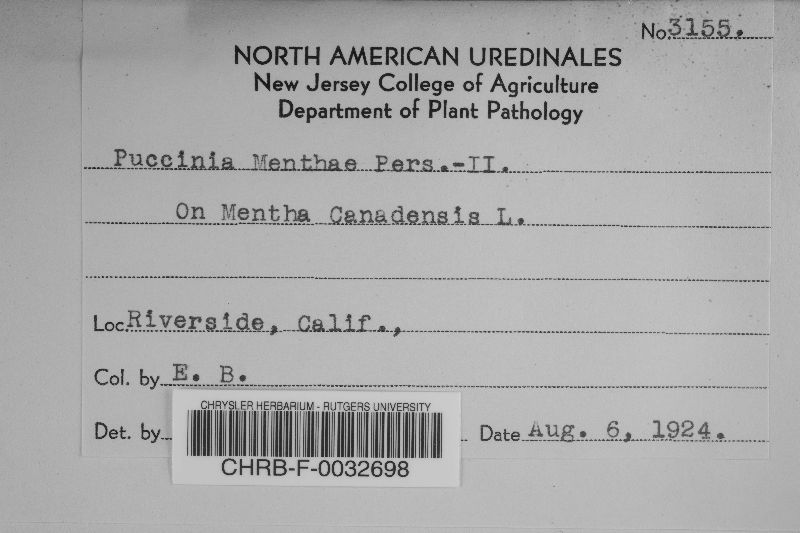 No. 3155.
NORTH AMERICAN UREDINALES
New Jersey College of Agriculture
Department of Plant Pathology
Puccinia Menthae Pers.-II.
On Mentha Canadensis L.
Loc. Riverside, Calif.,
Col. by E. B.
Det. by
Date Aug. 6, 1924.
CHRYSLER HERBARIUM - RUTGERS UNIVERSITY
CHRB-F-0032698